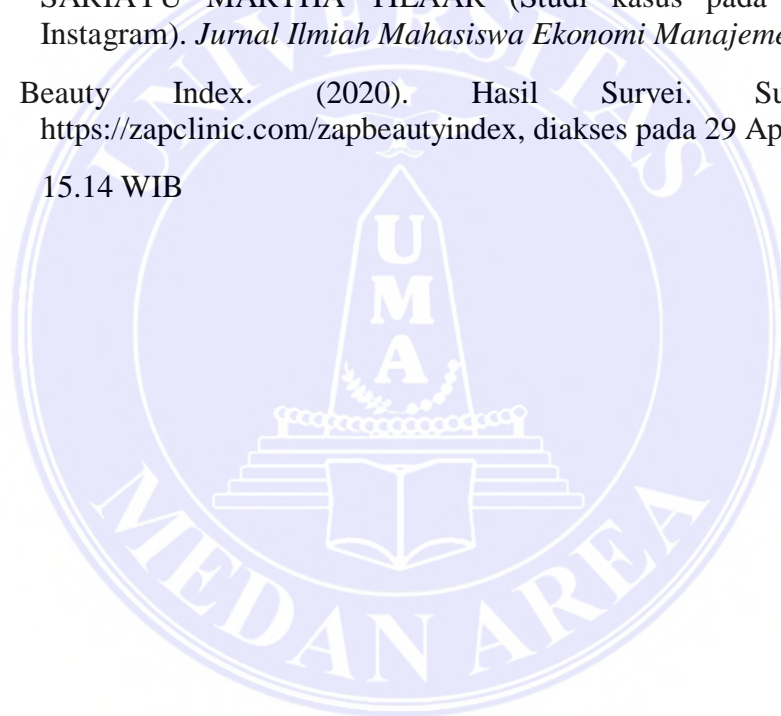 SARIAYU MARTHA TILAAR (Studi kasus pada
Instagram). Jurnal Ilmiah Mahasiswa Ekonomi Manajeme
Beauty Index. (2020). Hasil Survei. Su
https://zapclinic.com/zapbeautyindex, diakses pada 29 Ap
15.14 WIB
UNIVERSITAS
U
M
A
MEDAN AREA